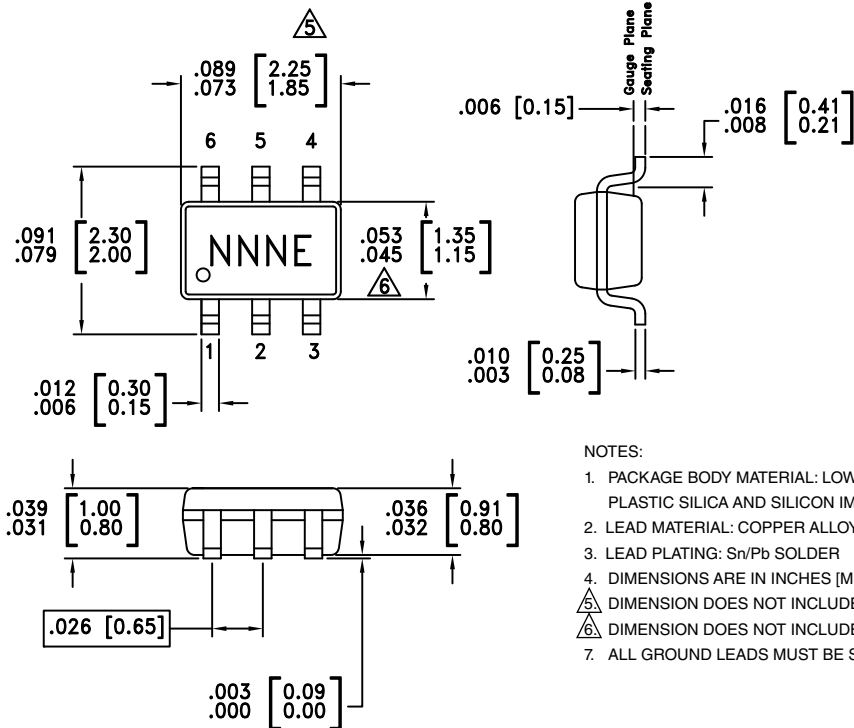 5
.089 [2.25]
.073 [1.85]
6 5 4
.091 [2.30]
.079 [2.00]
NNNE
.053 [1.35]
.045 [1.15]
6
1 2 3
.012 [0.30]
.006 [0.15]
Gauge Plane
Seating Plane
.006 [0.15]
.016 [0.41]
.008 [0.21]
.010 [0.25]
.003 [0.08]
.039 [1.00]
.031 [0.80]
.036 [0.91]
.032 [0.80]
.026 [0.65]
.003 [0.09]
.000 [0.00]
NOTES:
1. PACKAGE BODY MATERIAL: LOW
PLASTIC SILICA AND SILICON
2. LEAD MATERIAL: COPPER ALLOY
3. LEAD PLATING: Sn/Pb SOLDER
4. DIMENSIONS ARE IN INCHES
5. DIMENSION DOES NOT INCLUDE
6. DIMENSION DOES NOT INCLUDE
7. ALL GROUND LEADS MUST BE